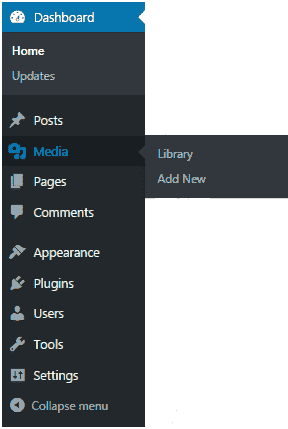 Dashboard
Home
Updates
Posts
Media
Library
Add New
Pages
Comments
Appearance
Plugins
Users
Tools
Settings
Collapse menu